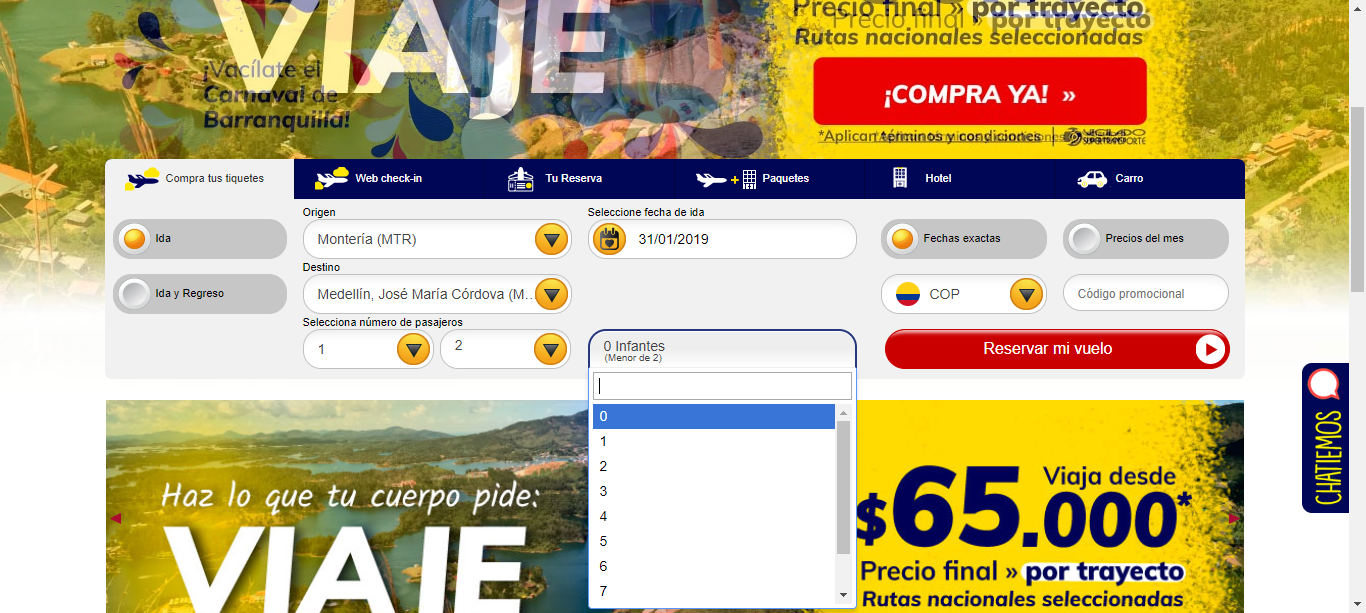 VIAJE
¡Vacílate el
Carnaval de
Barranquilla!
Precio final » por trayecto
Precio final » por trayecto
Rutas nacionales seleccionadas
¡COMPRA YA! »
*Aplican términos y condiciones
VIGILADO
SUPERTRANSPORTE
Compra tus tiquetes
Web check-in
Tu Reserva
Paquetes
Hotel
Carro
Ida
Ida y Regreso
Origen
Montería (MTR)
Destino
Medellín, José María Córdova (M...
Selecciona número de pasajeros
1
2
Seleccione fecha de ida
31/01/2019
0 Infantes
(Menor de 2)
0
1
2
3
4
5
6
7
Fechas exactas
Precios del mes
COP
Código promocional
Reservar mi vuelo
CHATIEMOS
Haz lo que tu cuerpo pide:
VIAJE
Viaja desde
$65.000*
Precio final » por trayecto
Rutas nacionales seleccionadas